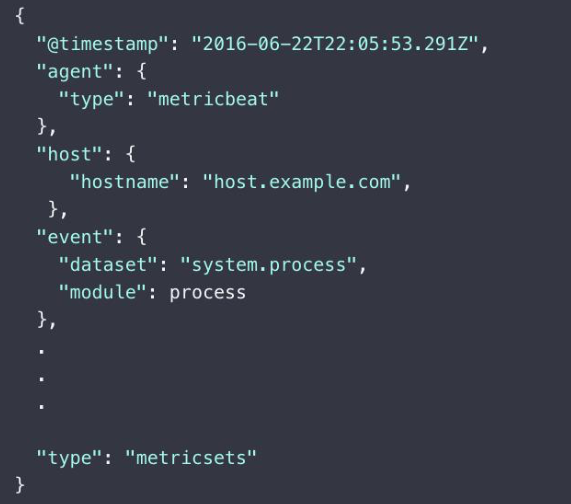 {
  "@timestamp": "2016-06-22T22:05:53.291Z",
  "agent": {
    "type": "metricbeat"
  },
  "host": {
     "hostname": "host.example.com",
   },
  "event": {
    "dataset": "system.process",
    "module": process
  },
  .
  .
  .

  "type": "metricsets"
}